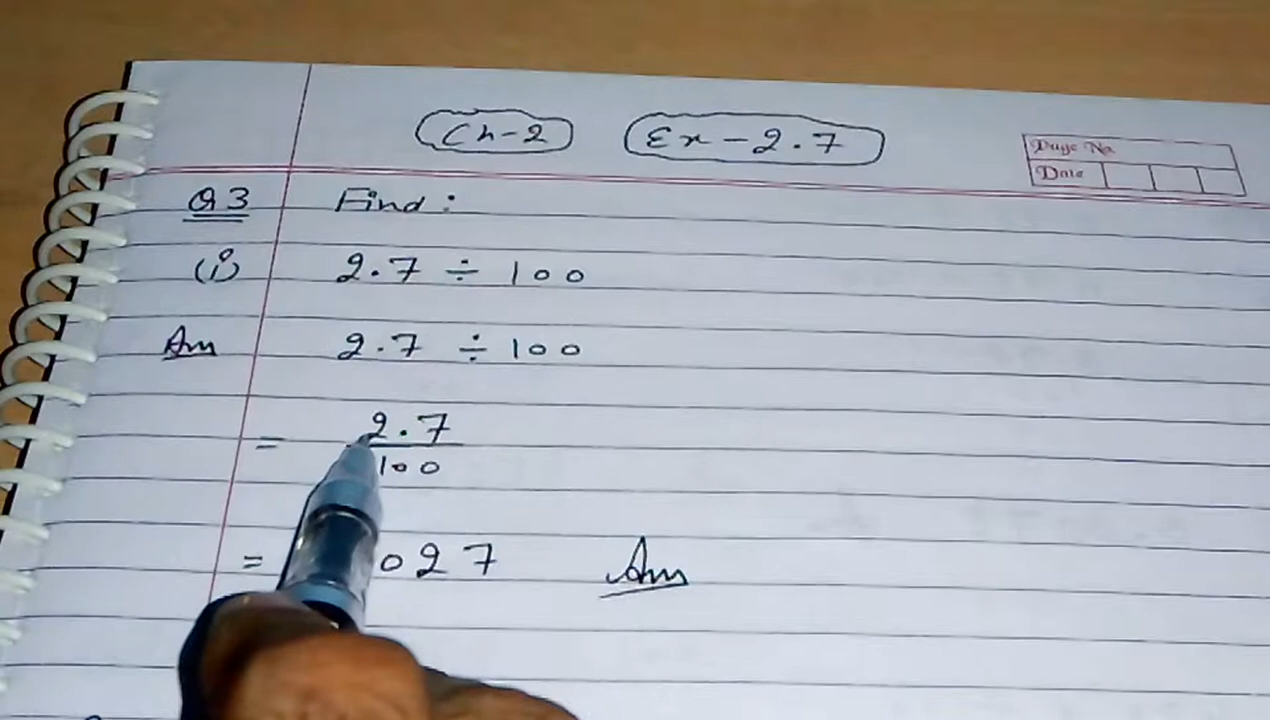 Ch-2 Ex-2.7
Page No.
Date
Q3 Find:
(i) 2.7 ÷ 100
Ans 2.7 ÷ 100
= 2.7
100
= 027 Ans